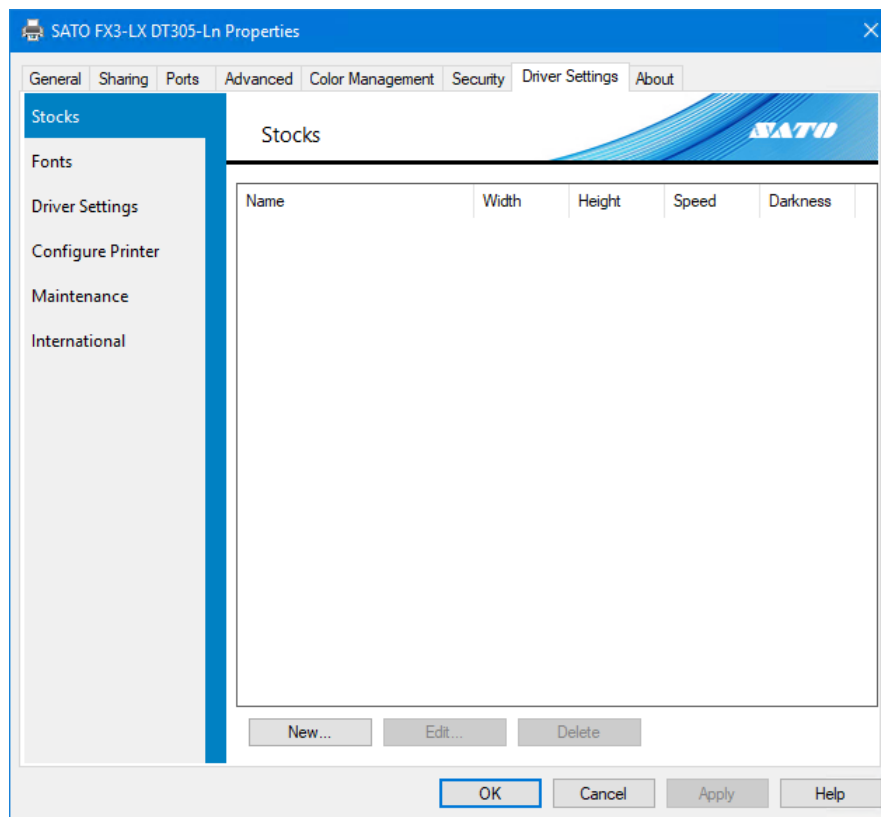 SATO FX3-LX DT305-Ln Properties
General Sharing Ports Advanced Color Management Security Driver Settings About
Stocks
Fonts
Driver Settings
Configure Printer
Maintenance
International
Stocks
SATO
Name Width Height Speed Darkness
New... Edit... Delete
OK Cancel Apply Help